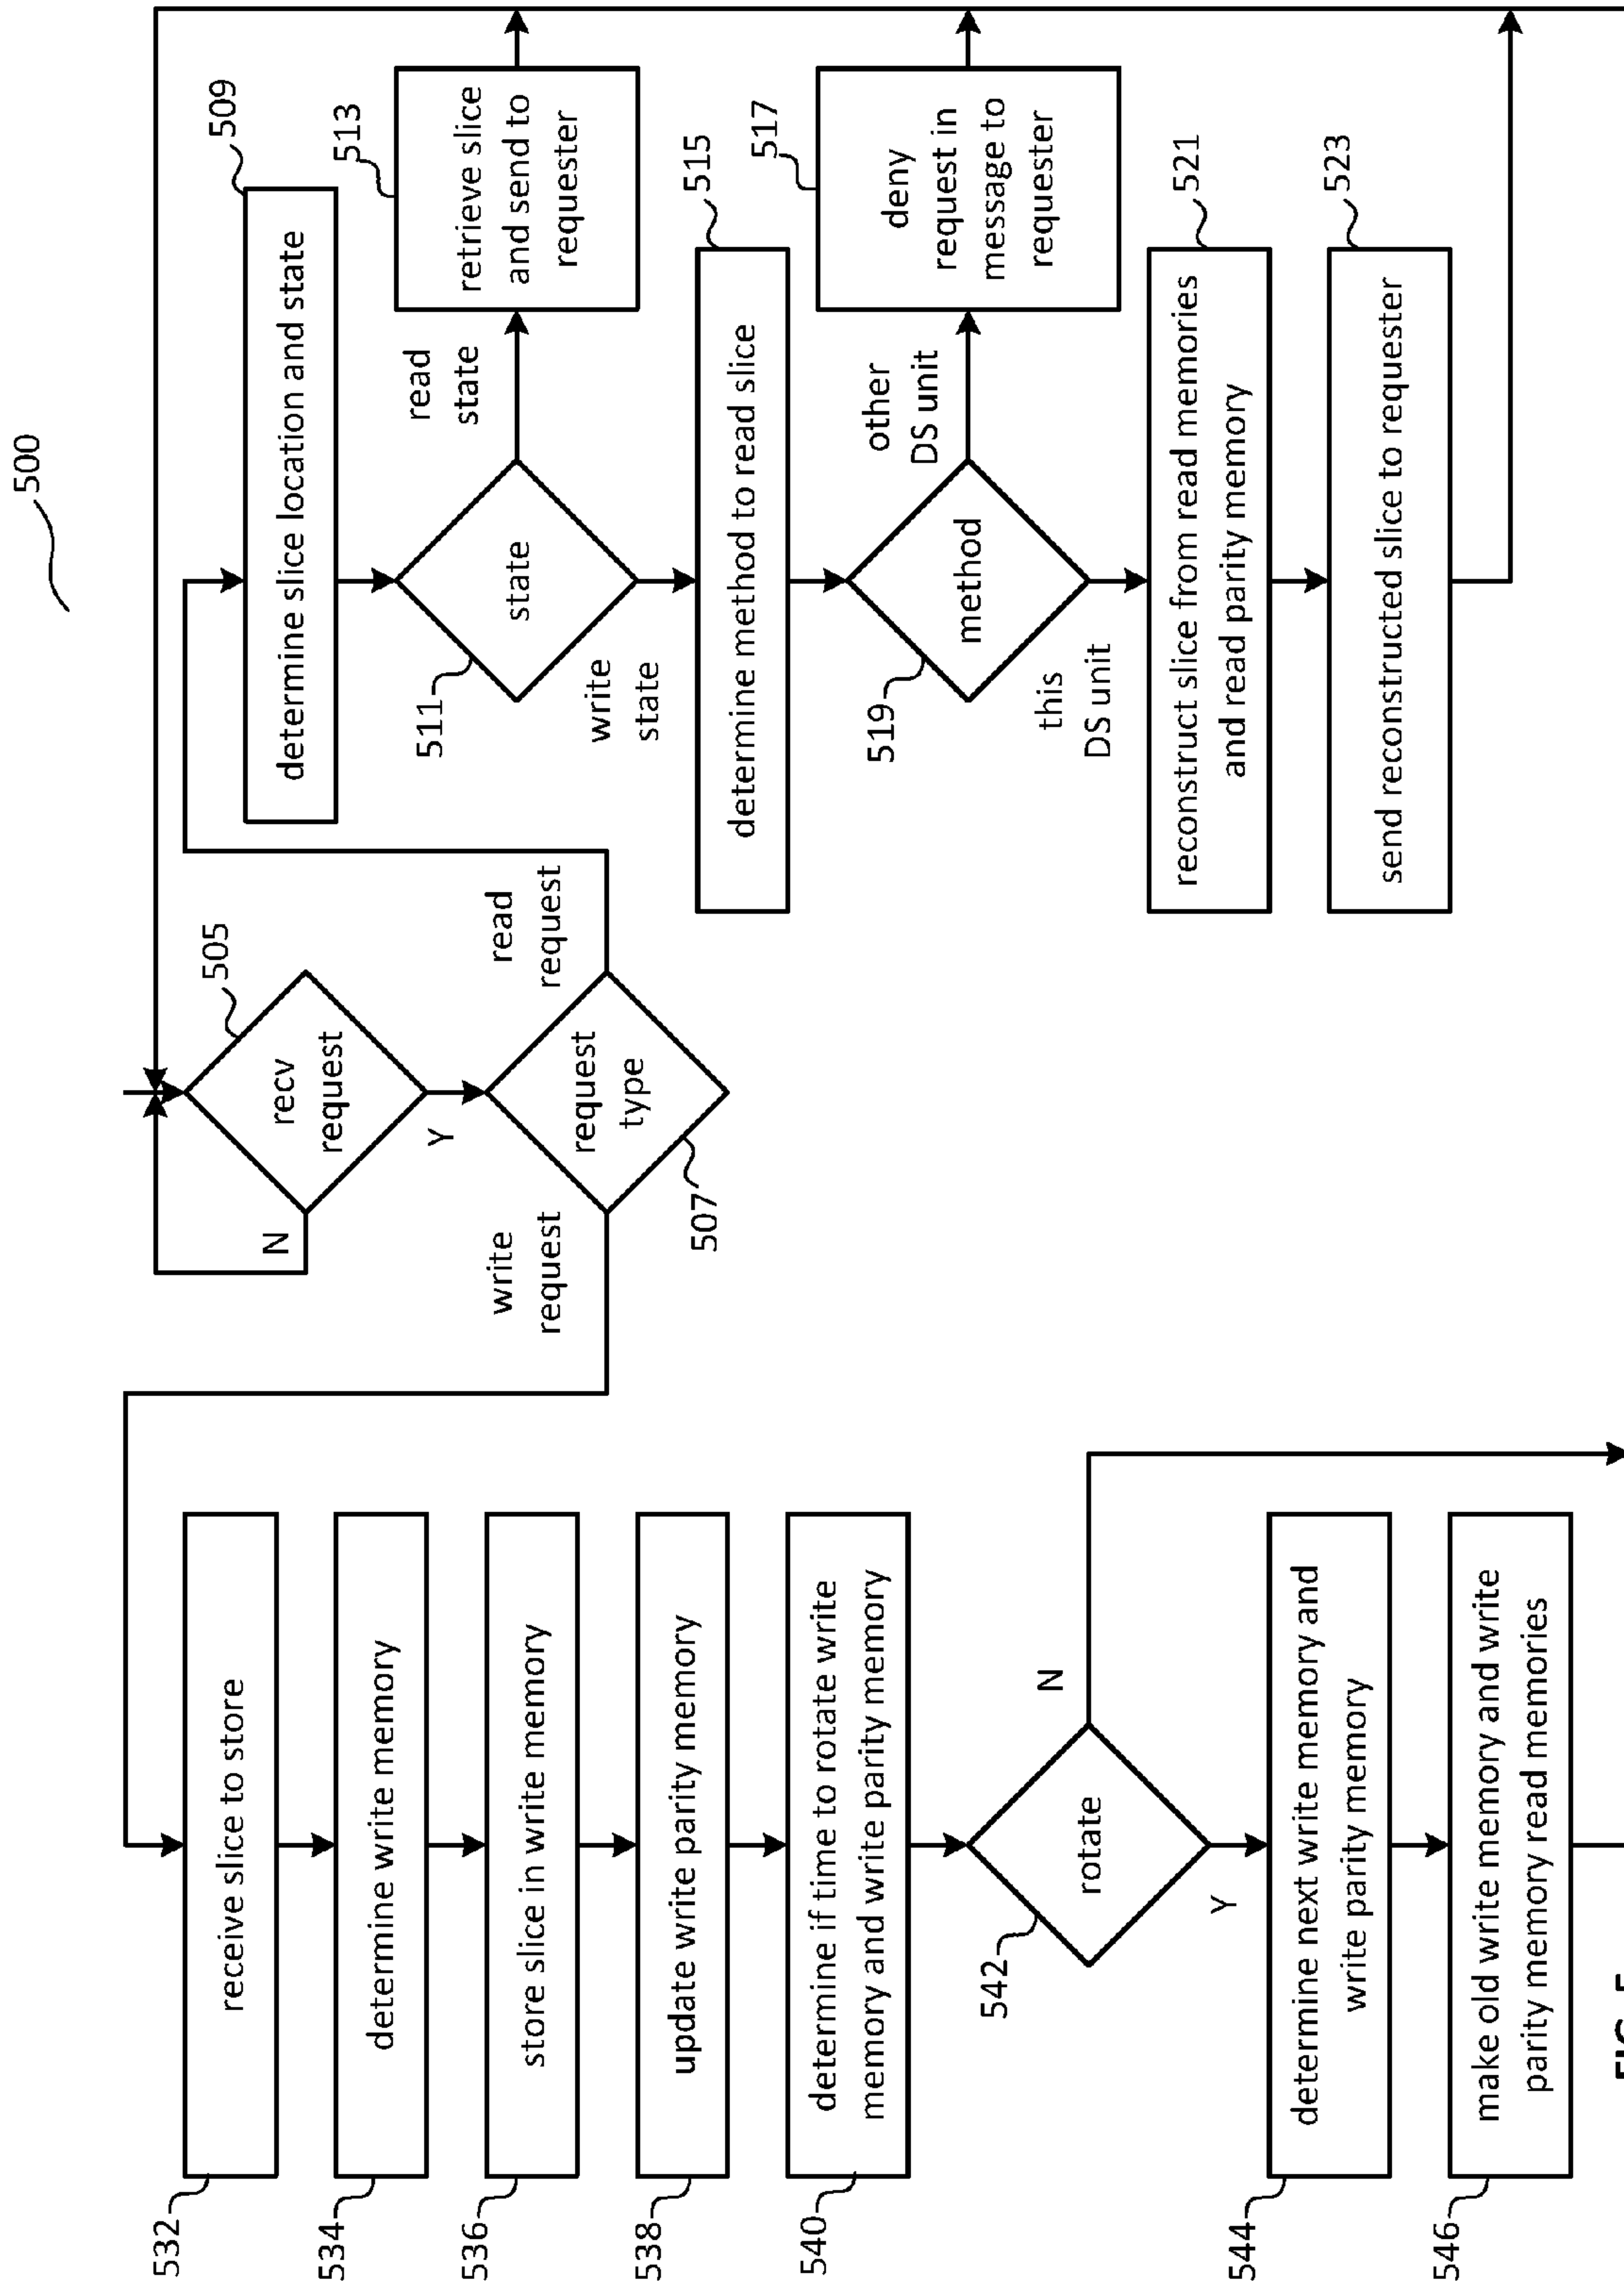 500
505
recv
request
N
Y
507
request
type
write
request
read
request
532
receive slice to store
534
determine write memory
536
store slice in write memory
538
update write parity memory
540
determine if time to rotate write
memory and write parity memory
542
rotate
N
Y
544
determine next write memory and
write parity memory
546
make old write memory and write
parity memory read memories
509
determine slice location and state
511
state
read
state
write
state
513
retrieve slice
and send to
requester
515
determine method to read slice
519
method
other
DS unit
this
DS unit
517
deny
request in
message to
requester
521
reconstruct slice from read memories
and read parity memory
523
send reconstructed slice to requester